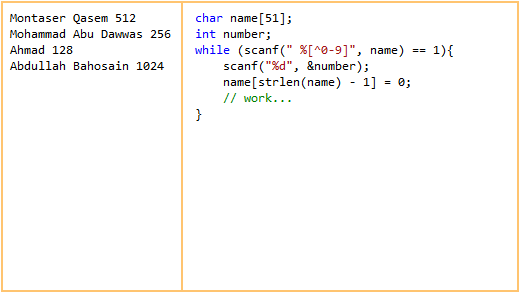 Montaser Qasem 512
Mohammad Abu Dawwas 256
Ahmad 128
Abdullah Bahosain 1024
char name[51];
int number;
while (scanf(" %[^0-9]", name) == 1){
    scanf("%d", &number);
    name[strlen(name) - 1] = 0;
    // work...
}